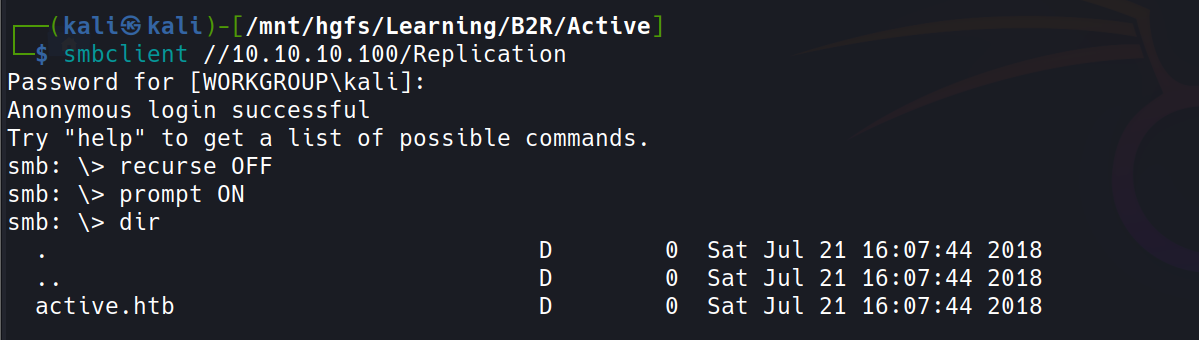 ┌──(kali㉿kali)-[/mnt/hgfs/Learning/B2R/Active]
└─$ smbclient //10.10.10.100/Replication
Password for [WORKGROUP\kali]:
Anonymous login successful
Try "help" to get a list of possible commands.
smb: \> recurse OFF
smb: \> prompt ON
smb: \> dir
  .                                   D        0  Sat Jul 21 16:07:44 2018
  ..                                  D        0  Sat Jul 21 16:07:44 2018
  active.htb                          D        0  Sat Jul 21 16:07:44 2018